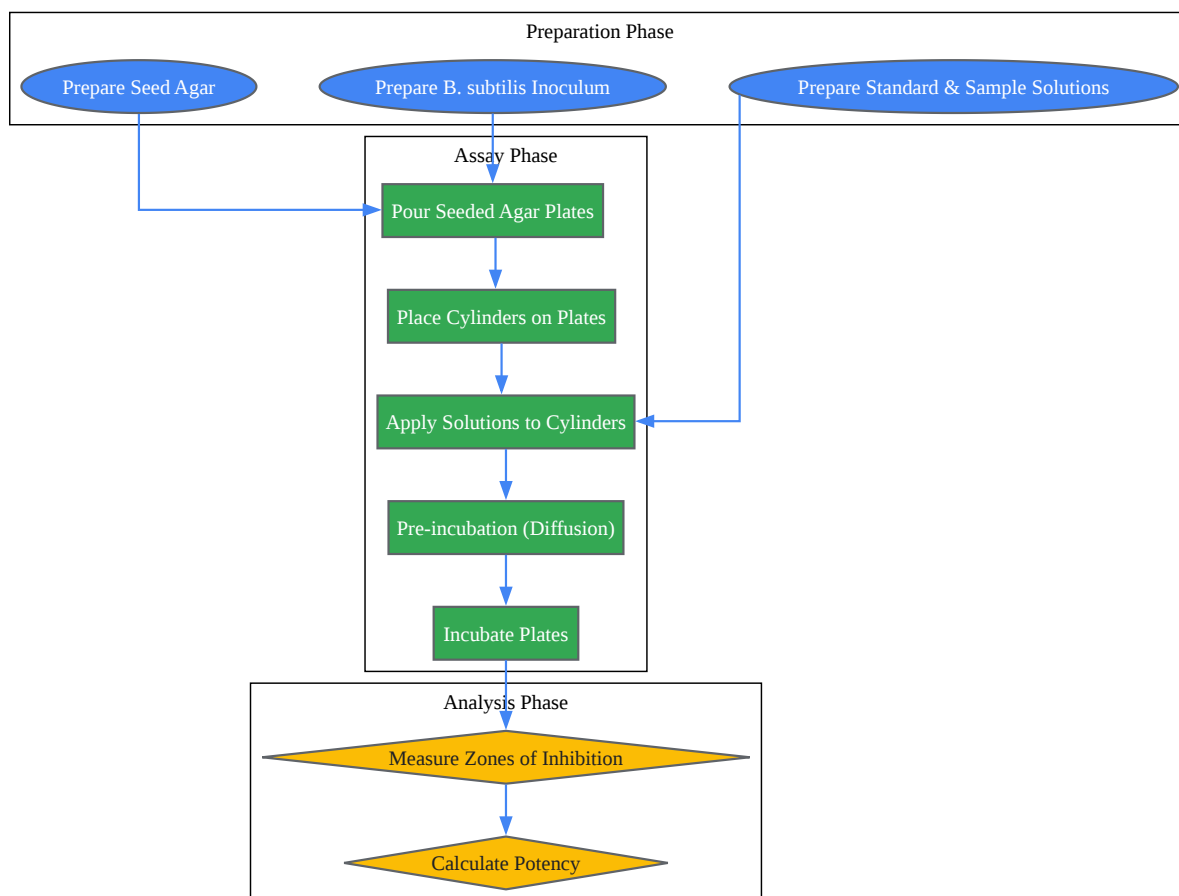 Preparation Phase
Prepare Seed Agar
Prepare B. subtilis Inoculum
Prepare Standard & Sample Solutions
Assay Phase
Pour Seeded Agar Plates
Place Cylinders on Plates
Apply Solutions to Cylinders
Pre-incubation (Diffusion)
Incubate Plates
Analysis Phase
Measure Zones of Inhibition
Calculate Potency